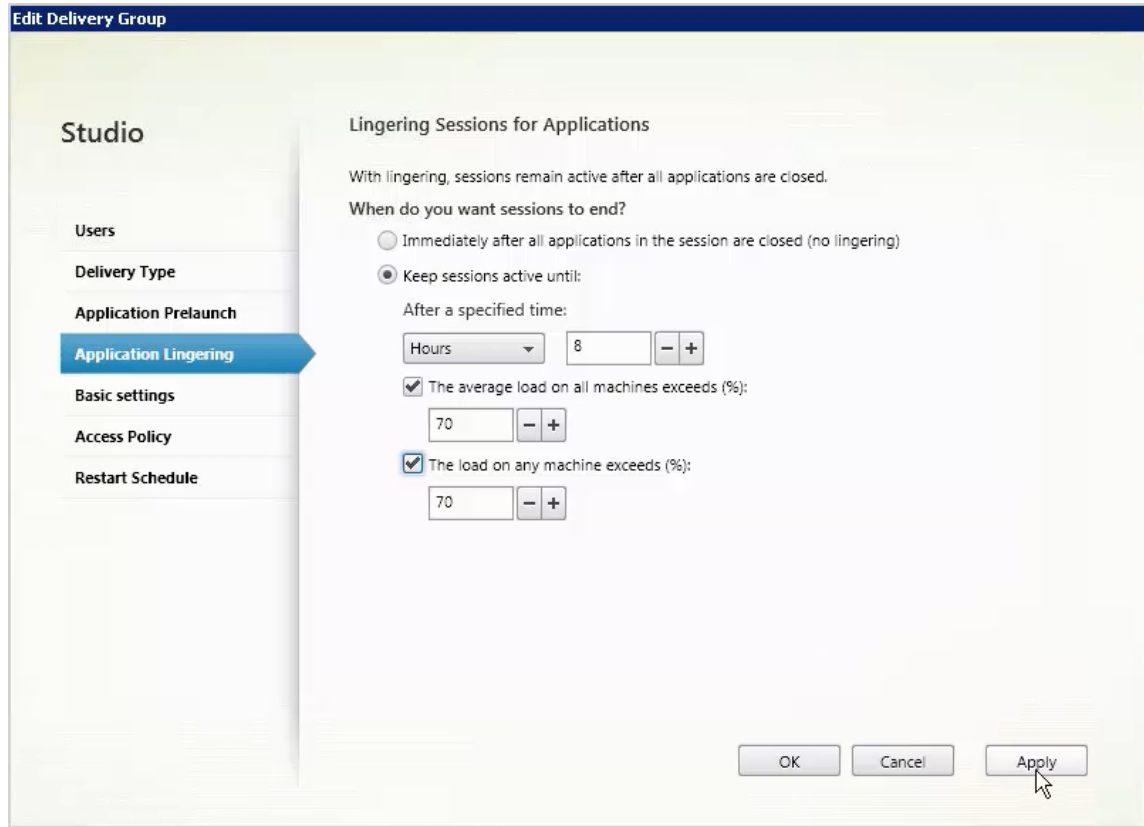 Edit Delivery Group
Studio
Users
Delivery Type
Application Prelaunch
Application Lingering
Basic settings
Access Policy
Restart Schedule
Lingering Sessions for Applications
With lingering, sessions remain active after all applications are closed.
When do you want sessions to end?
Immediately after all applications in the session are closed (no lingering)
Keep sessions active until:
After a specified time:
Hours 8 − +
The average load on all machines exceeds (%):
70 − +
The load on any machine exceeds (%):
70 − +
OK Cancel Apply